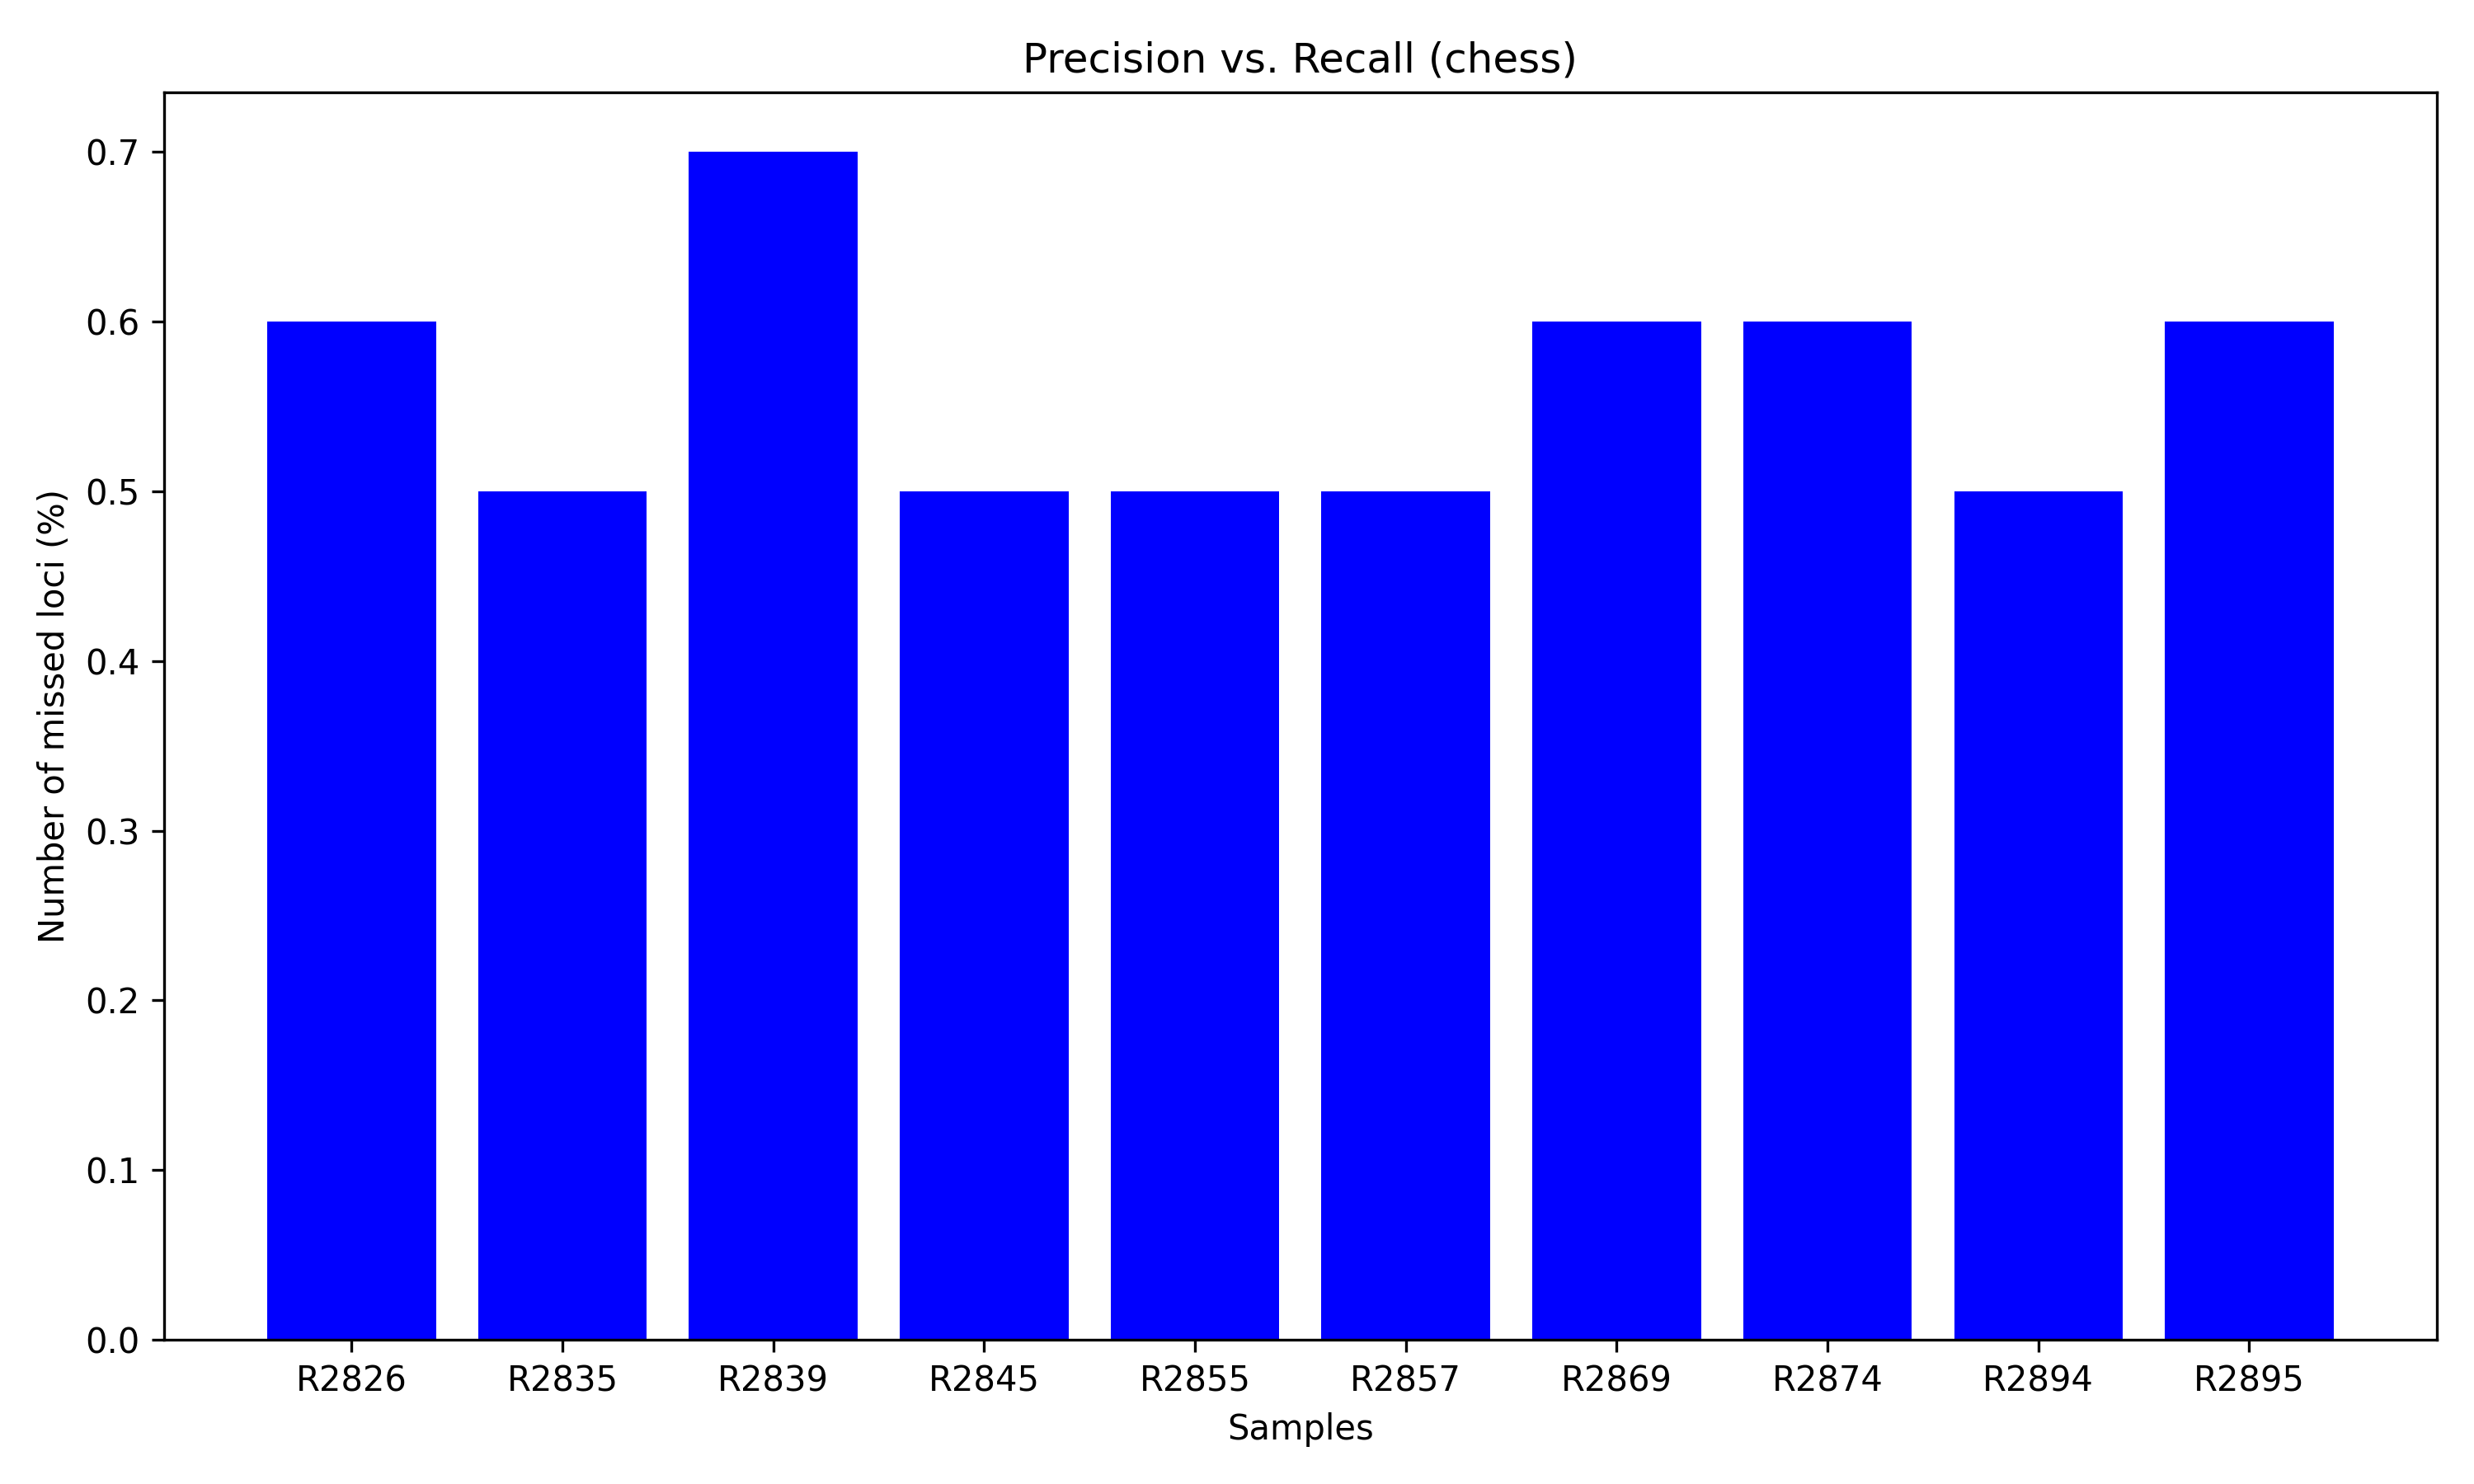 Precision vs. Recall (chess)
Number of missed loci (%)
0.7
0.6
0.5
0.4
0.3
0.2
0.1
0.0
R2826 R2835 R2839 R2845 R2855 R2857 R2869 R2874 R2894 R2895
Samples